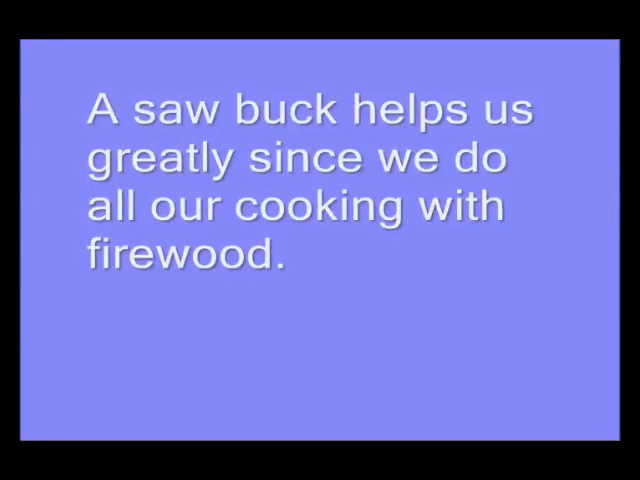 A saw buck helps us
greatly since we do
all our cooking with
firewood.